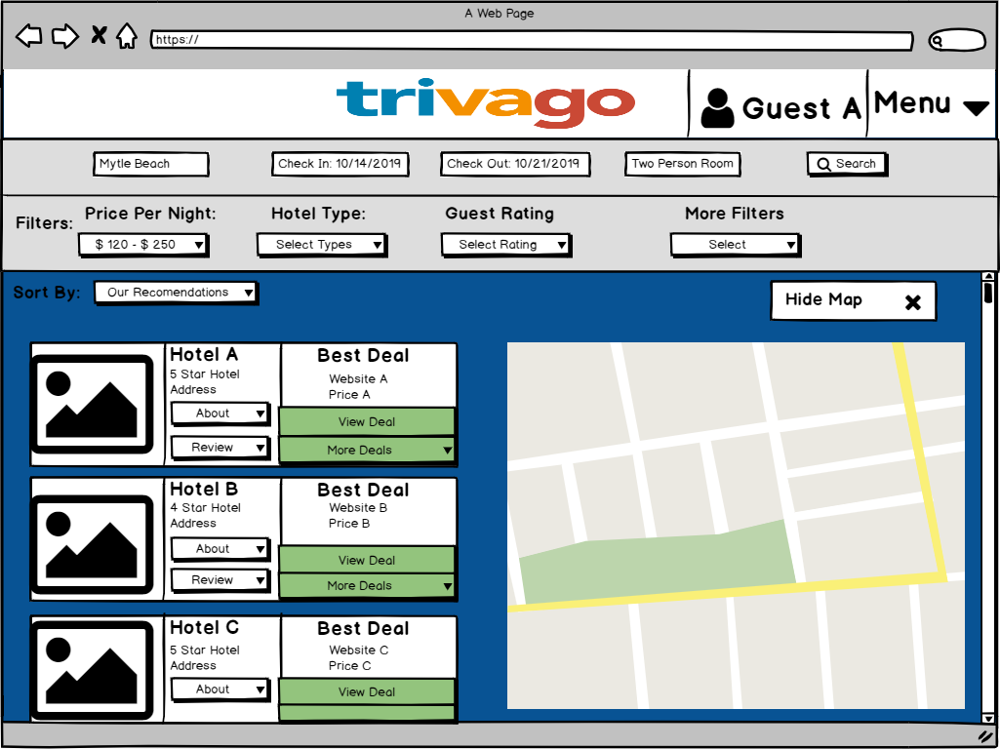 A Web Page
https://
trivago
Guest A
Menu
Mytle Beach
Check In: 10/14/2019
Check Out: 10/21/2019
Two Person Room
Search
Filters:
Price Per Night:
Hotel Type:
Guest Rating
More Filters
$ 120 - $ 250
Select Types
Select Rating
Select
Sort By:
Our Recomendations
Hide Map
Hotel A
5 Star Hotel
Address
About
Review
Best Deal
Website A
Price A
View Deal
More Deals
Hotel B
4 Star Hotel
Address
About
Review
Best Deal
Website B
Price B
View Deal
More Deals
Hotel C
5 Star Hotel
Address
About
Best Deal
Website C
Price C
View Deal